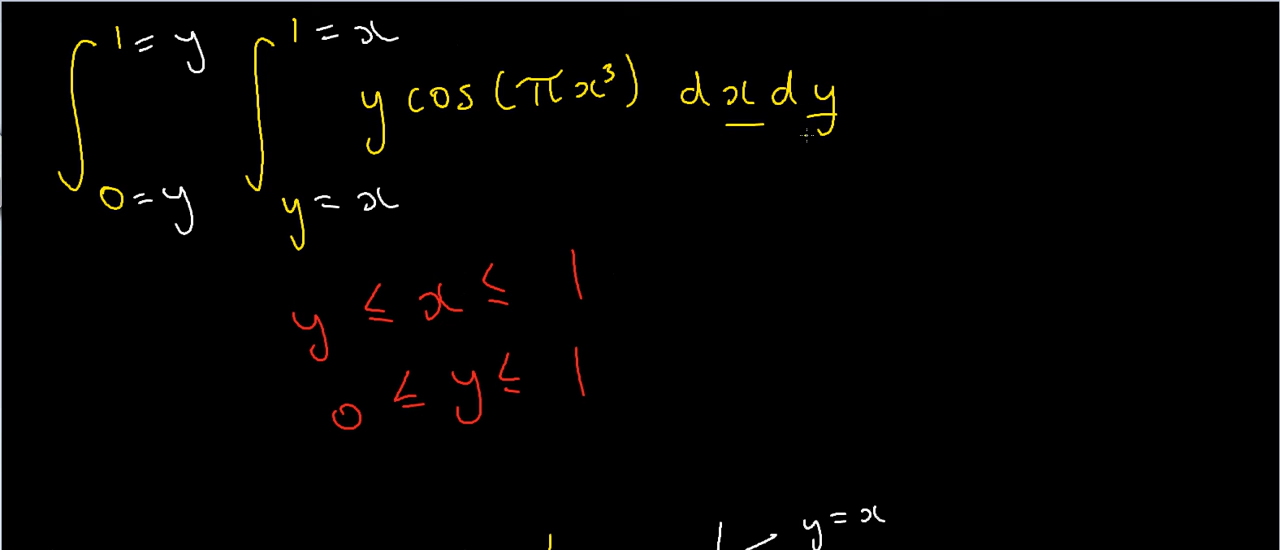 ∫_{0=y}^{1=y} ∫_{y=x}^{1=x} y cos(πx³) dx dy
y ≤ x ≤ 1
0 ≤ y ≤ 1
y = x